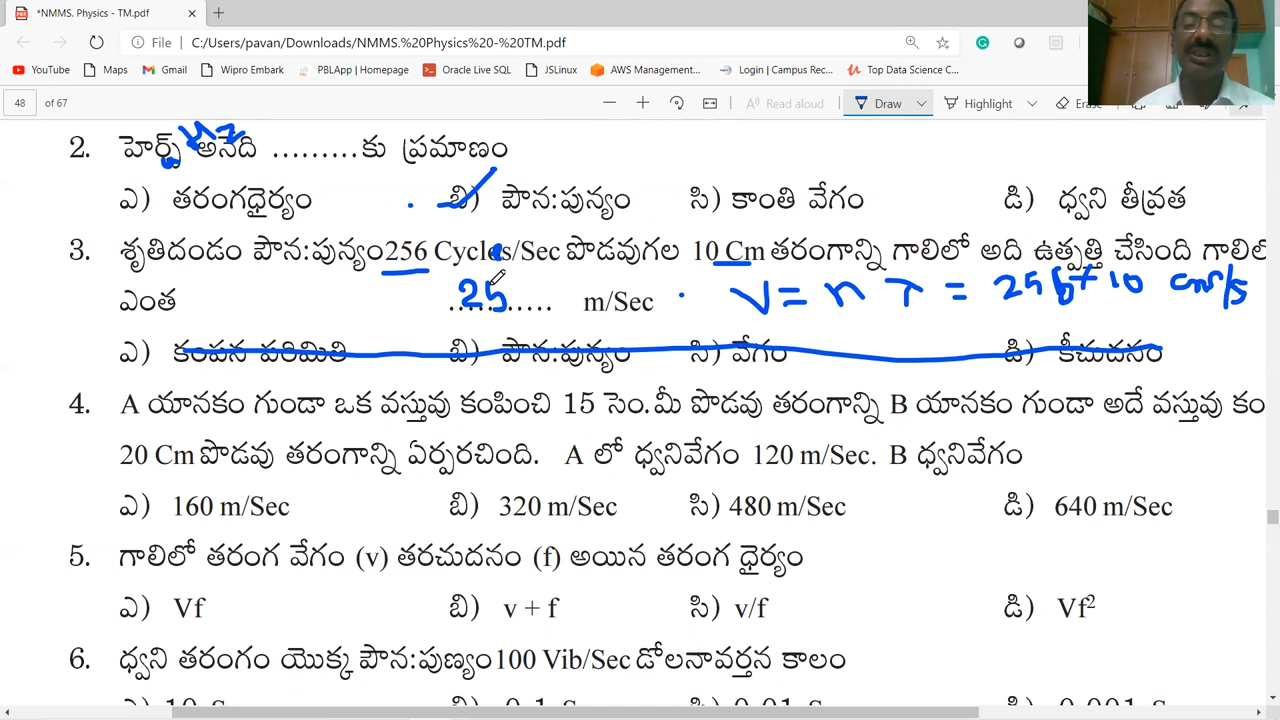 *NMMS. Physics - TM.pdf
File C:/Users/pavan/Downloads/NMMS.%20Physics%20-%20TM.pdf
YouTube Maps Gmail Wipro Embark PBLApp | Homepage Oracle Live SQL JSLinux AWS Management... Login | Campus Rec... Top Data Science C...
48 of 67 Read aloud Draw Highlight Erase
Hz
2. హెర్ట్స్ అనేది .........కు ప్రమాణం
ఎ) తరంగధైర్యం బి) పౌన:పున్యం సి) కాంతి వేగం డి) ధ్వని తీవ్రత
3. శృతిదండం పౌన:పున్యం256 Cycles/Sec పొడవుగల 10 Cm తరంగాన్ని గాలిలో అది ఉత్పత్తి చేసింది గాలిలో
ఎంత ........... m/Sec
25 V = n λ = 256 × 10 cm/s
ఎ) కంపన పరిమితి బి) పౌన:పున్యం సి) వేగం డి) కీచుదనం
4. A యానకం గుండా ఒక వస్తువు కంపించి 15 సెం.మీ పొడవు తరంగాన్ని B యానకం గుండా అదే వస్తువు కం
20 Cm పొడవు తరంగాన్ని ఏర్పరచింది. A లో ధ్వనివేగం 120 m/Sec. B ధ్వనివేగం
ఎ) 160 m/Sec బి) 320 m/Sec సి) 480 m/Sec డి) 640 m/Sec
5. గాలిలో తరంగ వేగం (v) తరచుదనం (f) అయిన తరంగ ధైర్యం
ఎ) Vf బి) v + f సి) v/f డి) Vf²
6. ధ్వని తరంగం యొక్క పౌన:పుణ్యం100 Vib/Sec డోలనావర్తన కాలం